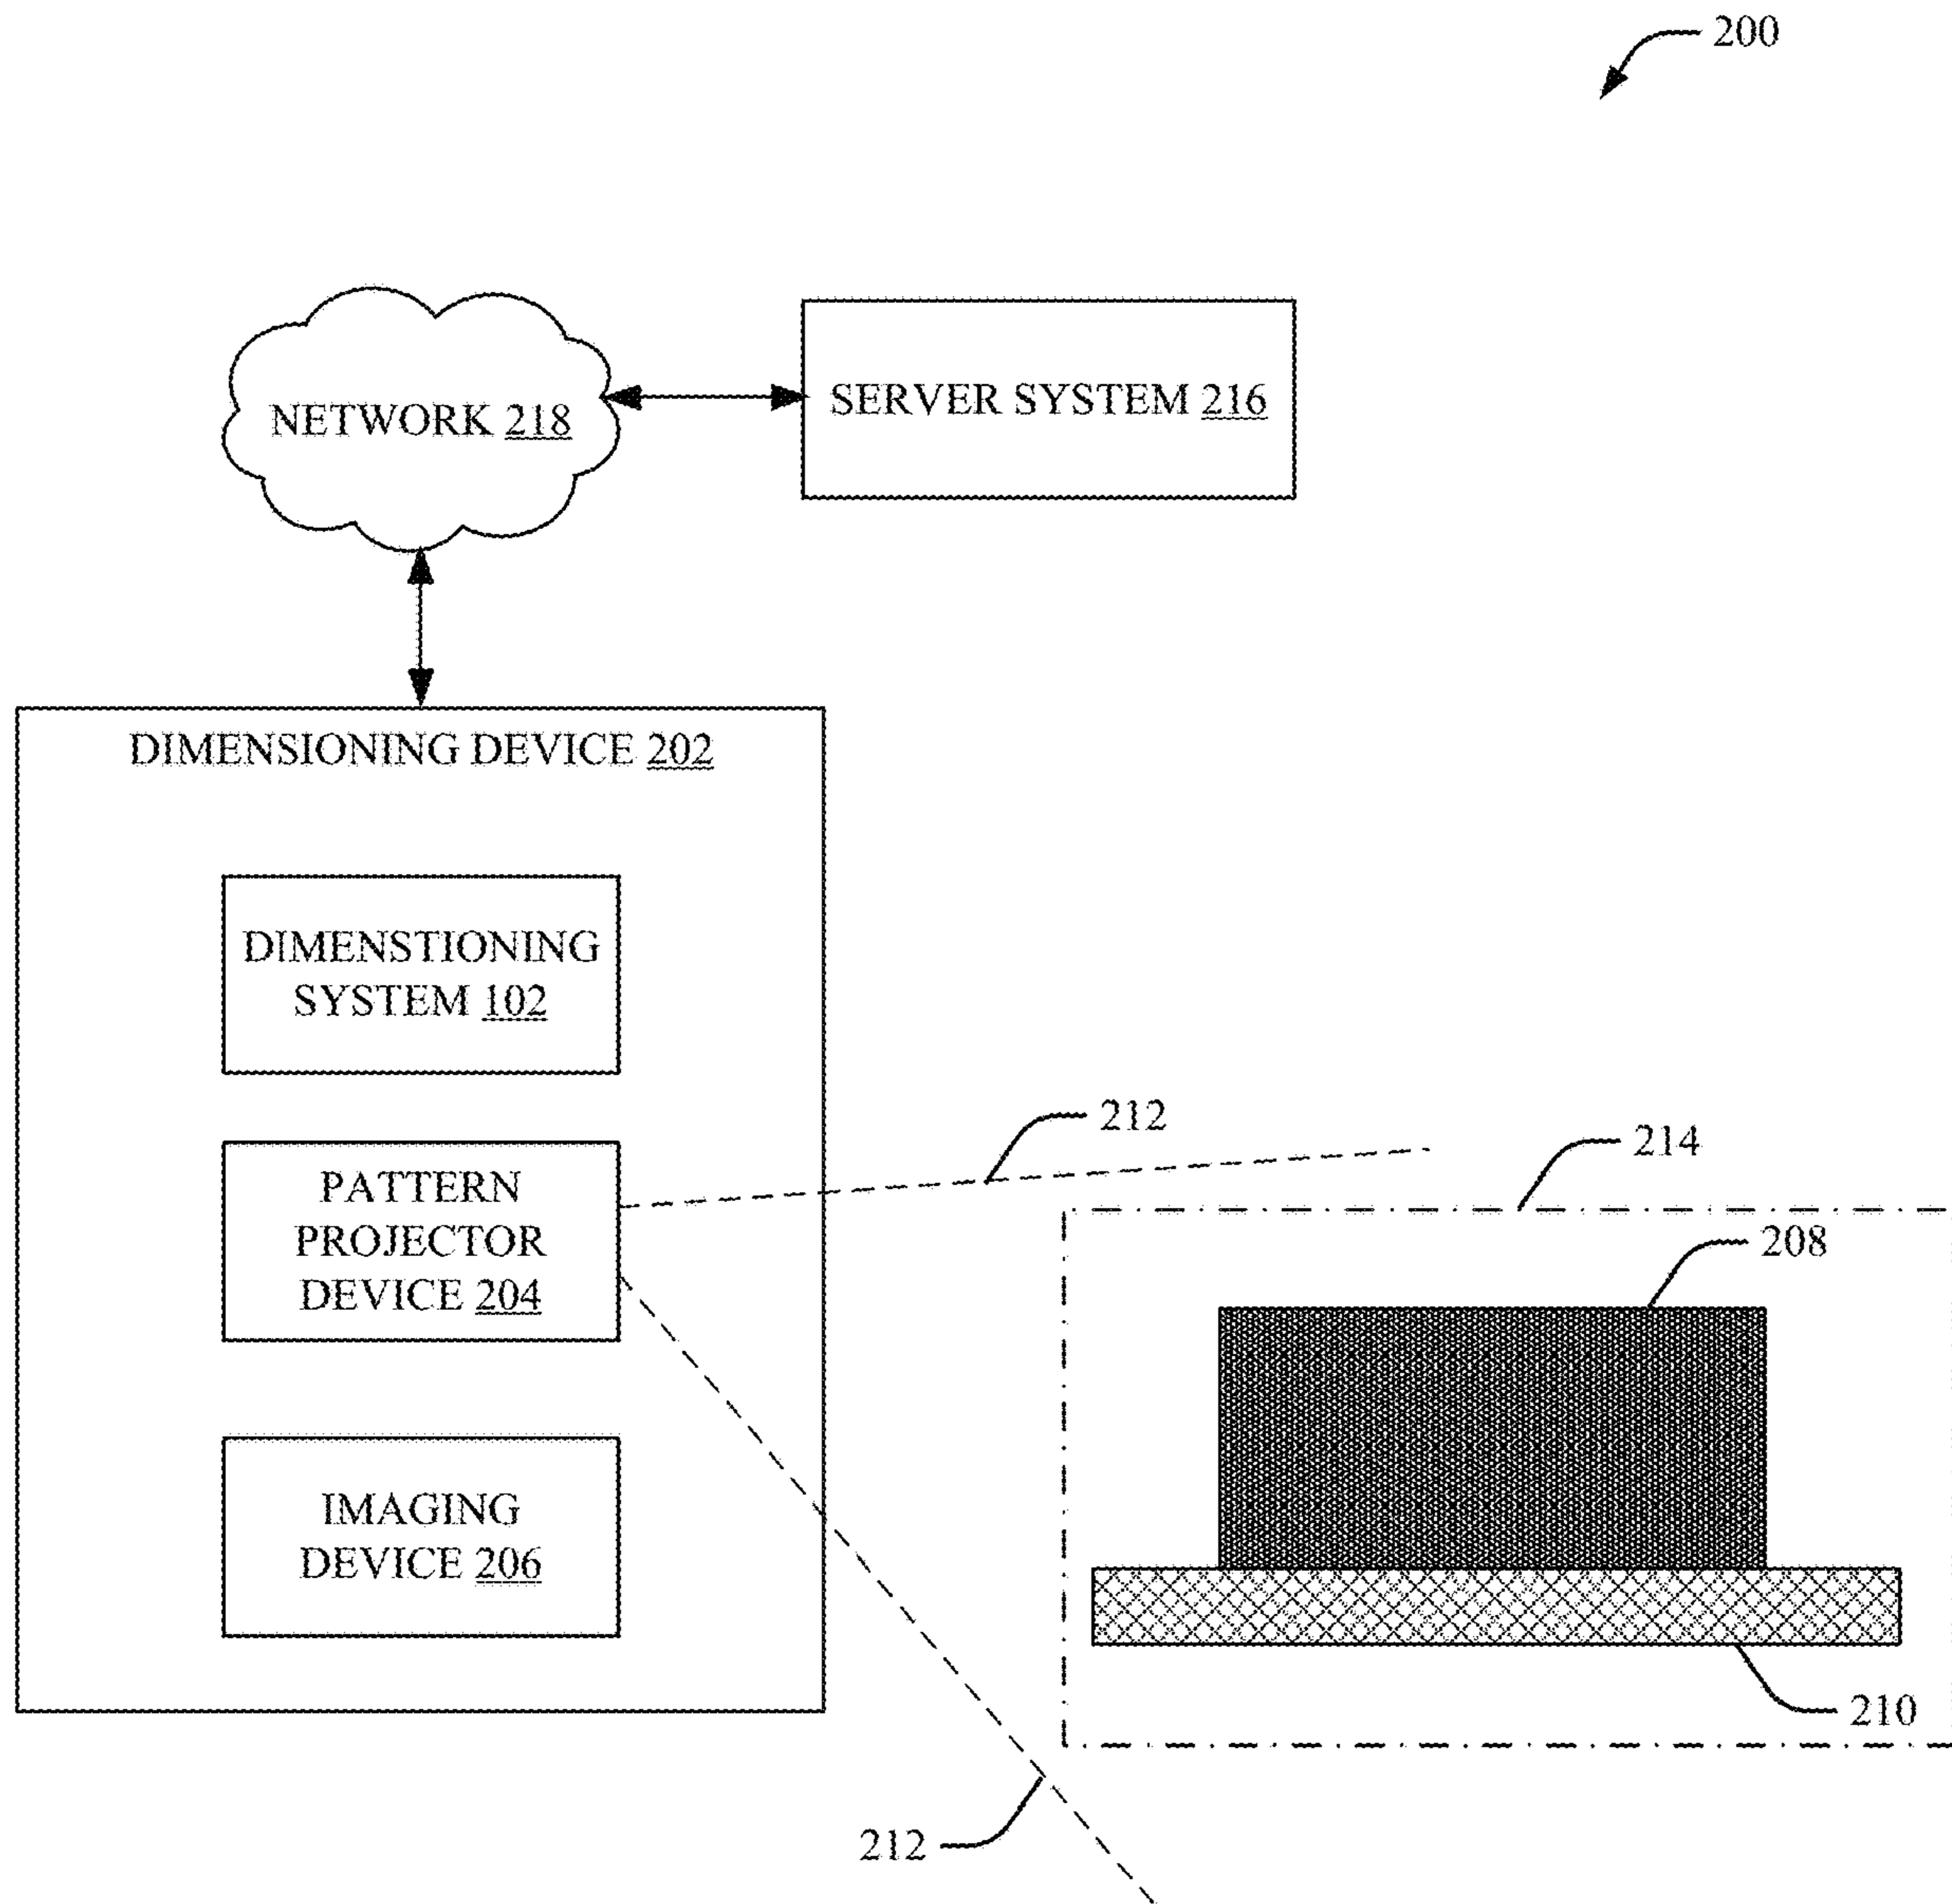 200
NETWORK 218
SERVER SYSTEM 216
DIMENSIONING DEVICE 202
DIMENSTIONING
SYSTEM 102
PATTERN
PROJECTOR
DEVICE 204
IMAGING
DEVICE 206
212
214
208
210
212